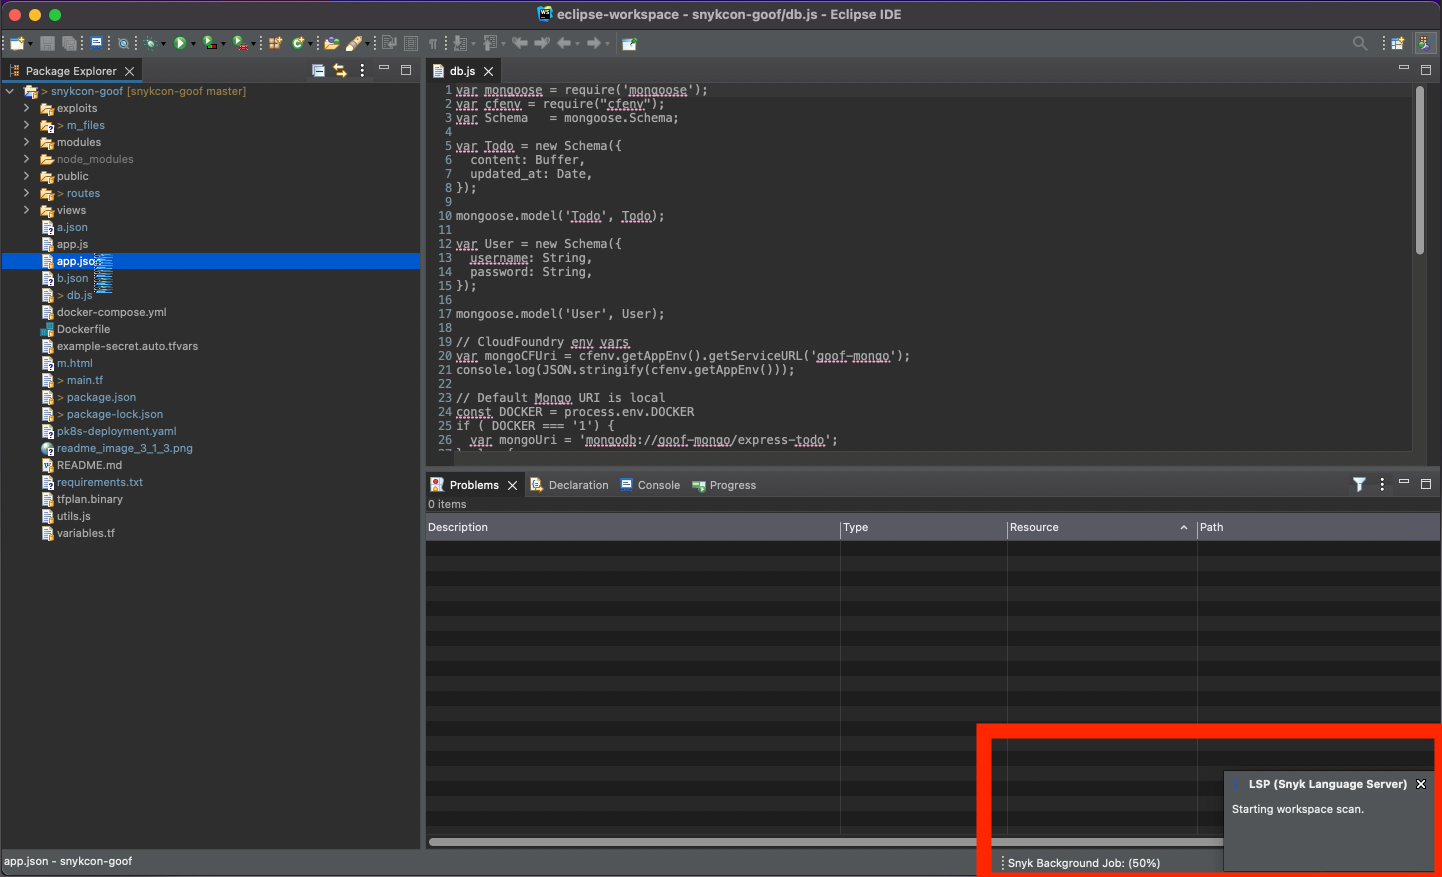 eclipse-workspace - snykcon-goof/db.js - Eclipse IDE
Package Explorer
> snykcon-goof [snykcon-goof master]
exploits
> m_files
modules
node_modules
public
> routes
views
a.json
app.js
app.json
b.json
> db.js
docker-compose.yml
Dockerfile
example-secret.auto.tfvars
m.html
> main.tf
> package.json
> package-lock.json
pk8s-deployment.yaml
readme_image_3_1_3.png
README.md
requirements.txt
tfplan.binary
utils.js
variables.tf
db.js
1 var mongoose = require('mongoose');
2 var cfenv = require("cfenv");
3 var Schema   = mongoose.Schema;
4
5 var Todo = new Schema({
6   content: Buffer,
7   updated_at: Date,
8 });
9
10 mongoose.model('Todo', Todo);
11
12 var User = new Schema({
13   username: String,
14   password: String,
15 });
16
17 mongoose.model('User', User);
18
19 // CloudFoundry env vars
20 var mongoCFUri = cfenv.getAppEnv().getServiceURL('goof-mongo');
21 console.log(JSON.stringify(cfenv.getAppEnv()));
22
23 // Default Mongo URI is local
24 const DOCKER = process.env.DOCKER
25 if ( DOCKER === '1') {
26   var mongoUri = 'mongodb://goof-mongo/express-todo';
Problems
Declaration
Console
Progress
0 items
Description Type Resource Path
LSP (Snyk Language Server)
Starting workspace scan.
app.json - snykcon-goof
Snyk Background Job: (50%)